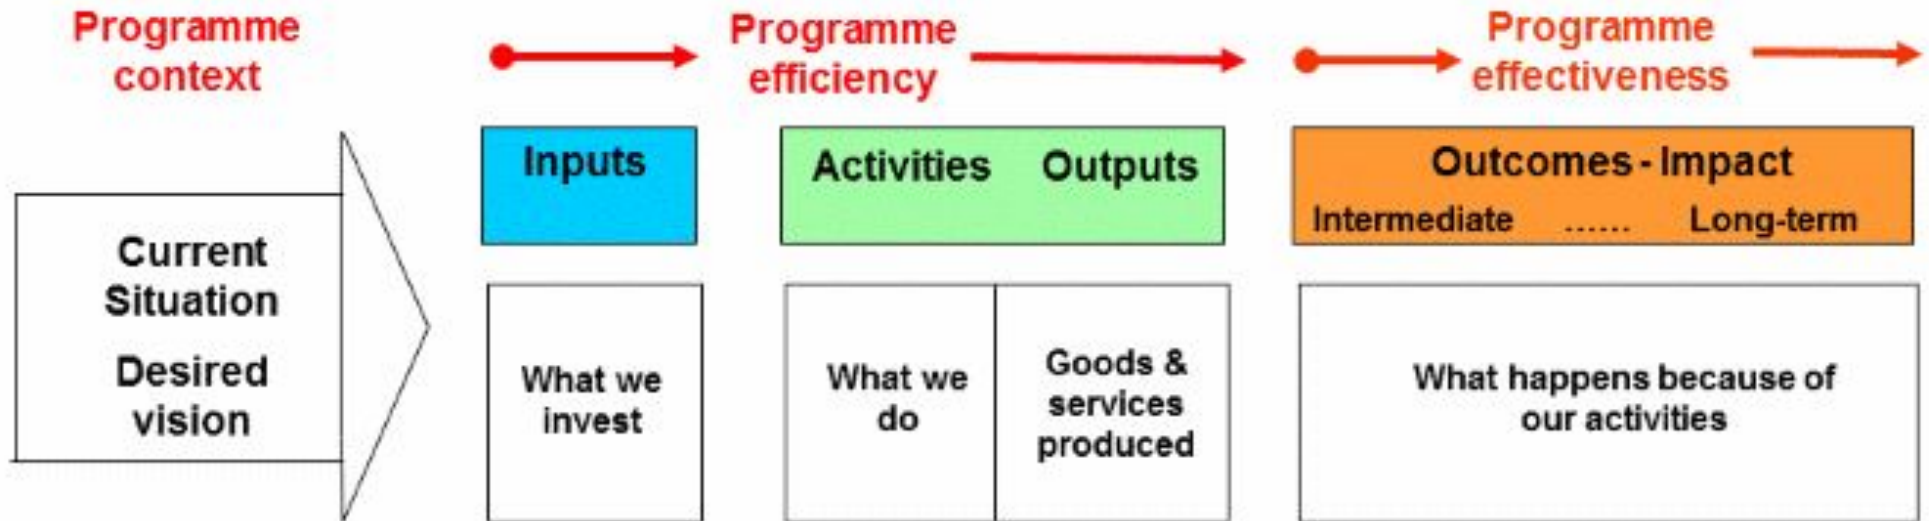 Programme
context
Programme
efficiency
Programme
effectiveness
Current
Situation
Desired
vision
Inputs
Activities Outputs
Outcomes - Impact
Intermediate ...... Long-term
What we
invest
What we
do
Goods &
services
produced
What happens because of
our activities